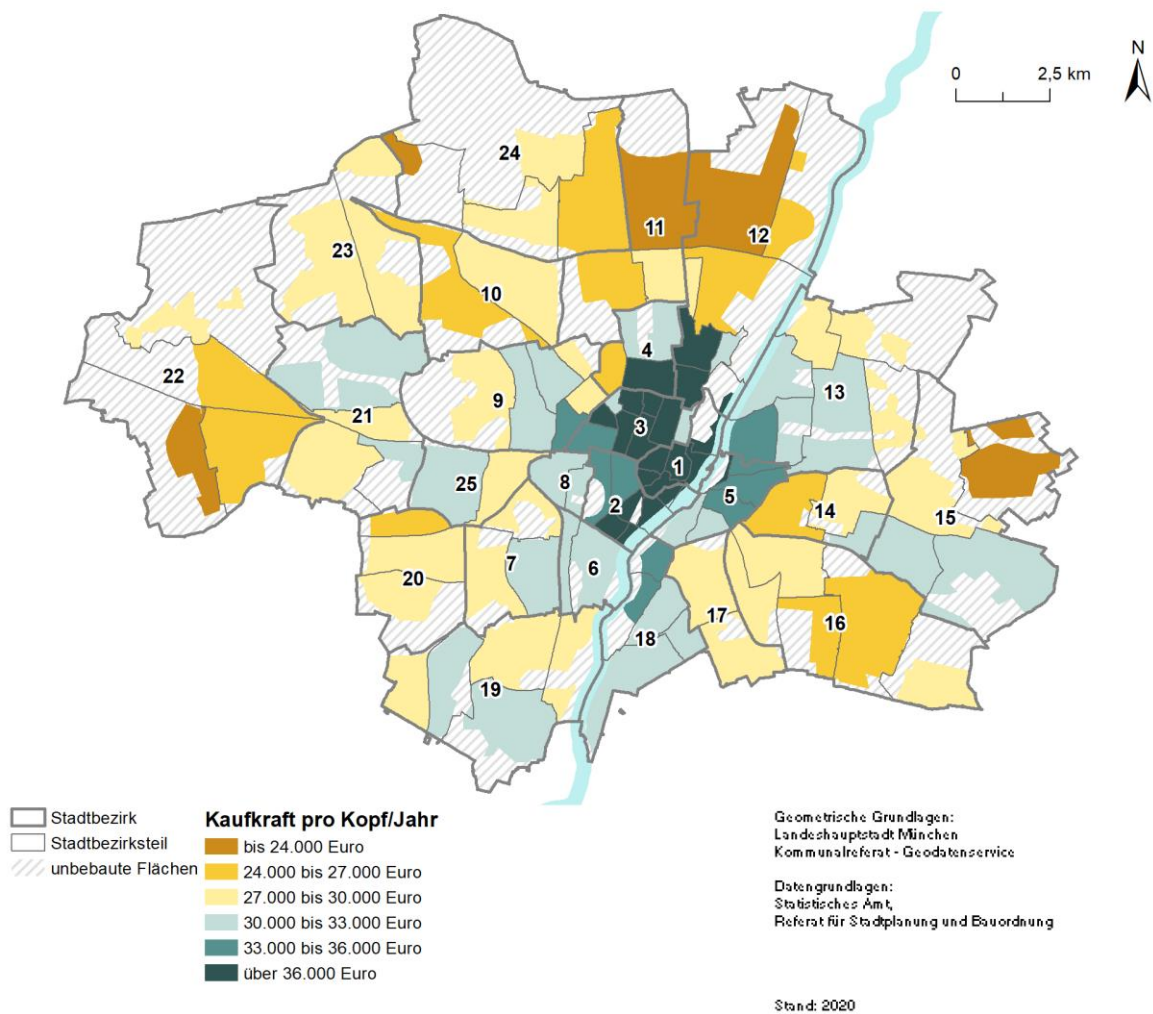 N
0 2,5 km
24
11
12
23
10
4
22
9
13
21
3
1
8
25
2
5
14
15
7
6
20
17
16
18
19
Stadtbezirk
Stadtbezirksteil
unbebaute Flächen
Kaufkraft pro Kopf/Jahr
bis 24.000 Euro
24.000 bis 27.000 Euro
27.000 bis 30.000 Euro
30.000 bis 33.000 Euro
33.000 bis 36.000 Euro
über 36.000 Euro
Geometrische Grundlagen:
Landeshauptstadt München
Kommunalreferat - Geodatenservice
Datengrundlagen:
Statistisches Amt,
Referat für Stadtplanung und Bauordnung
Stand: 2020